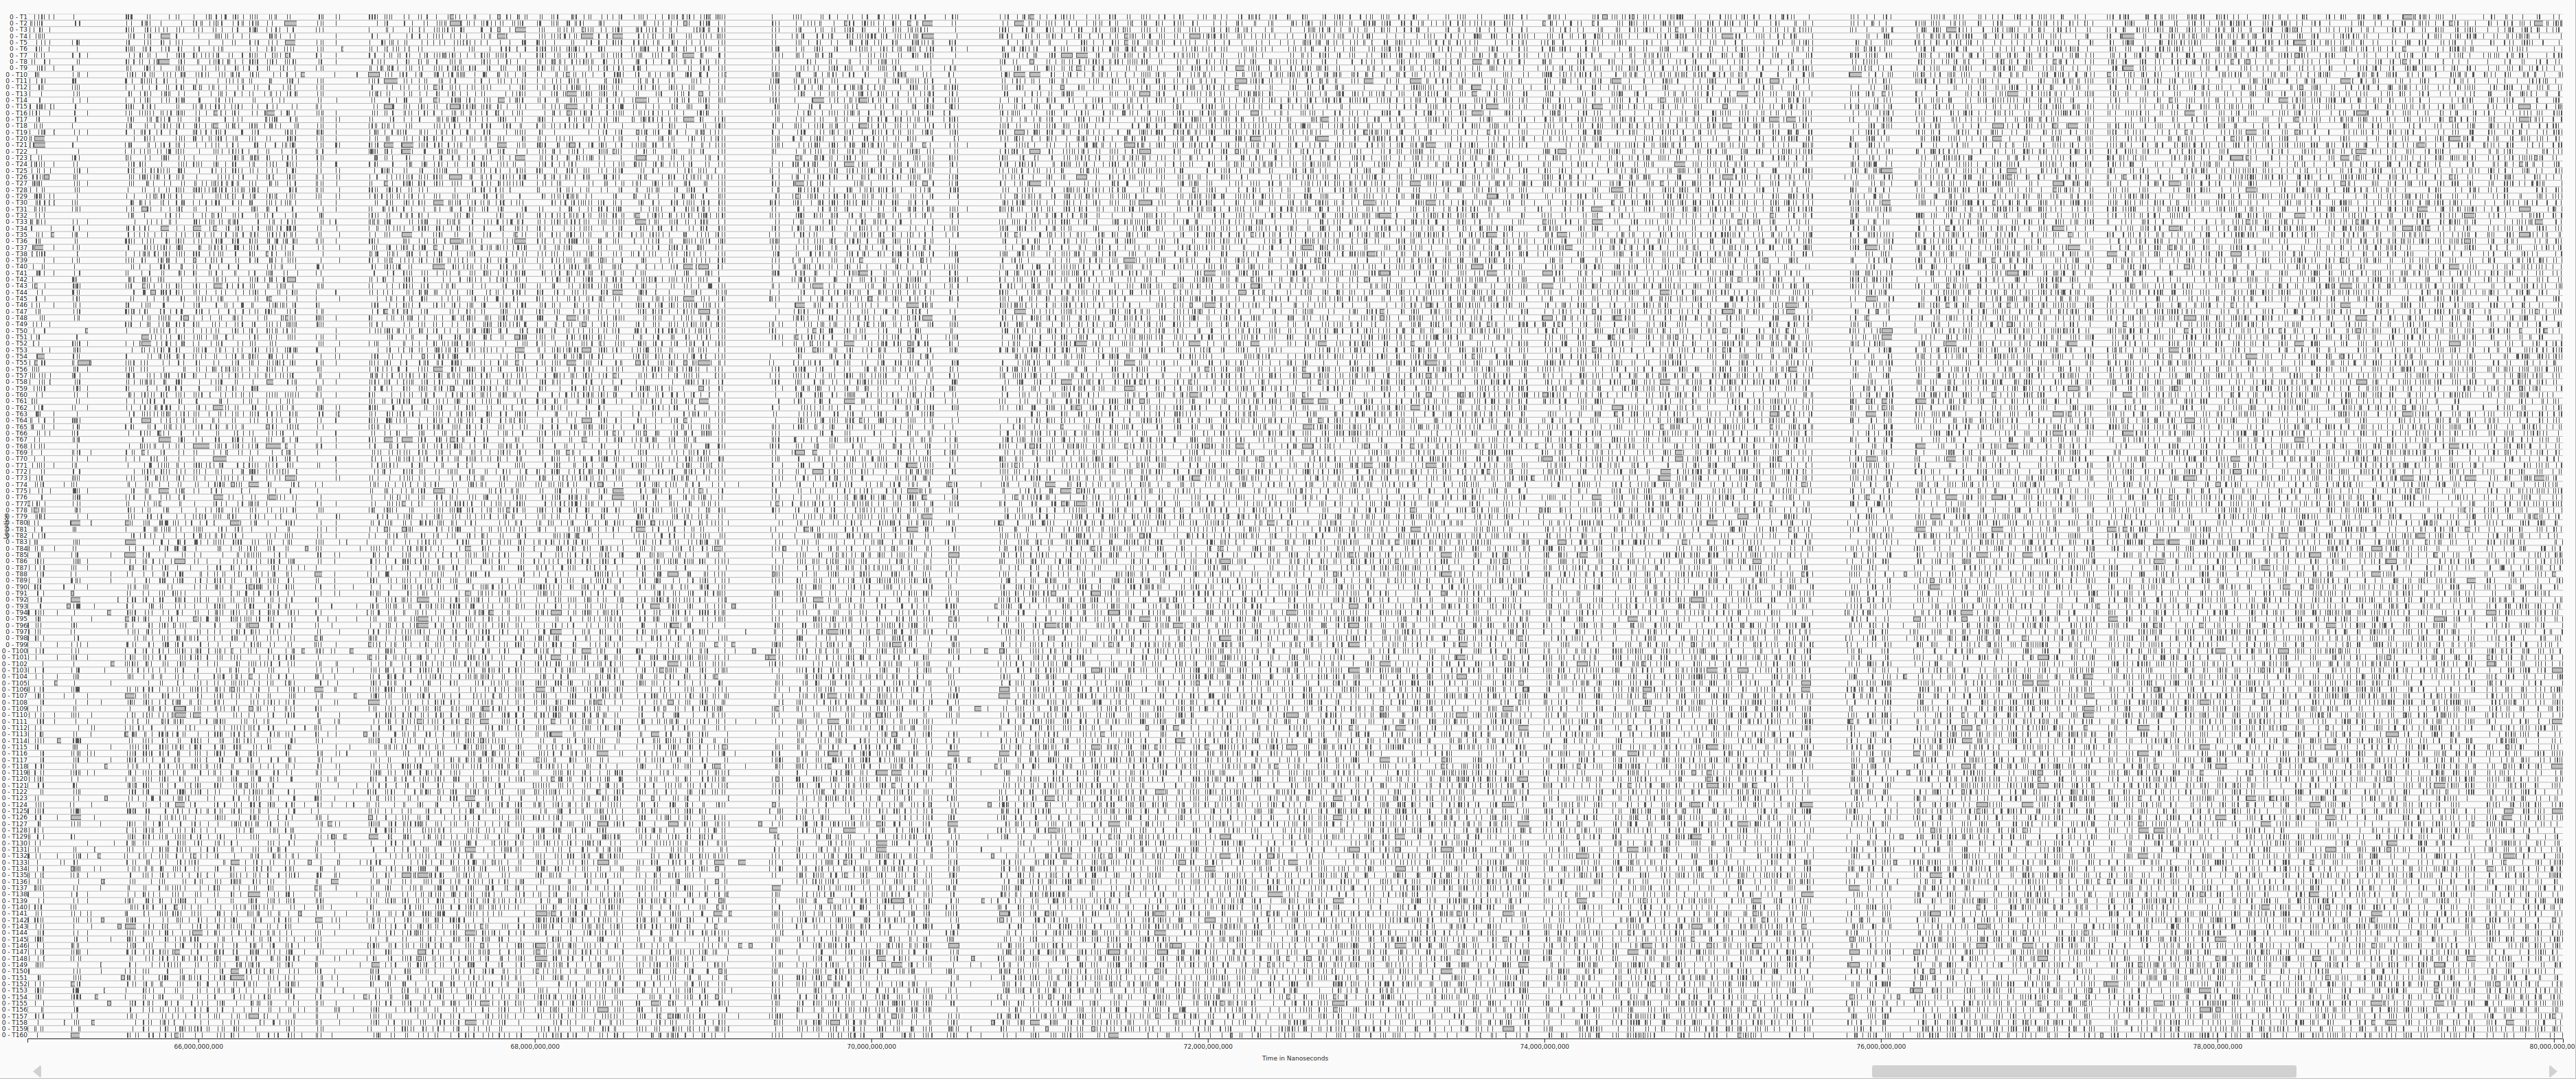 0 - T1
0 - T2
0 - T3
0 - T4
0 - T5
0 - T6
0 - T7
0 - T8
0 - T9
0 - T10
0 - T11
0 - T12
0 - T13
0 - T14
0 - T15
0 - T16
0 - T17
0 - T18
0 - T19
0 - T20
0 - T21
0 - T22
0 - T23
0 - T24
0 - T25
0 - T26
0 - T27
0 - T28
0 - T29
0 - T30
0 - T31
0 - T32
0 - T33
0 - T34
0 - T35
0 - T36
0 - T37
0 - T38
0 - T39
0 - T40
0 - T41
0 - T42
0 - T43
0 - T44
0 - T45
0 - T46
0 - T47
0 - T48
0 - T49
0 - T50
0 - T51
0 - T52
0 - T53
0 - T54
0 - T55
0 - T56
0 - T57
0 - T58
0 - T59
0 - T60
0 - T61
0 - T62
0 - T63
0 - T64
0 - T65
0 - T66
0 - T67
0 - T68
0 - T69
0 - T70
0 - T71
0 - T72
0 - T73
0 - T74
0 - T75
0 - T76
0 - T77
0 - T78
0 - T79
0 - T80
0 - T81
0 - T82
0 - T83
0 - T84
0 - T85
0 - T86
0 - T87
0 - T88
0 - T89
0 - T90
0 - T91
0 - T92
0 - T93
0 - T94
0 - T95
0 - T96
0 - T97
0 - T98
0 - T99
0 - T100
0 - T101
0 - T102
0 - T103
0 - T104
0 - T105
0 - T106
0 - T107
0 - T108
0 - T109
0 - T110
0 - T111
0 - T112
0 - T113
0 - T114
0 - T115
0 - T116
0 - T117
0 - T118
0 - T119
0 - T120
0 - T121
0 - T122
0 - T123
0 - T124
0 - T125
0 - T126
0 - T127
0 - T128
0 - T129
0 - T130
0 - T131
0 - T132
0 - T133
0 - T134
0 - T135
0 - T136
0 - T137
0 - T138
0 - T139
0 - T140
0 - T141
0 - T142
0 - T143
0 - T144
0 - T145
0 - T146
0 - T147
0 - T148
0 - T149
0 - T150
0 - T151
0 - T152
0 - T153
0 - T154
0 - T155
0 - T156
0 - T157
0 - T158
0 - T159
0 - T160
66,000,000,000 68,000,000,000 70,000,000,000 72,000,000,000 74,000,000,000 76,000,000,000 78,000,000,000 80,000,000,00
Time in Nanoseconds